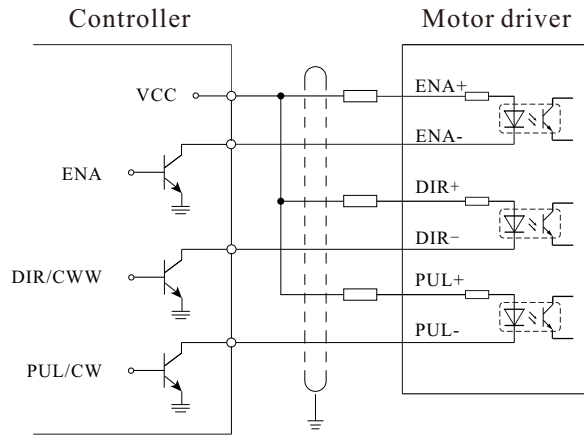 Controller
Motor driver
VCC
ENA+
ENA-
ENA
DIR+
DIR−
DIR/CWW
PUL+
PUL-
PUL/CW